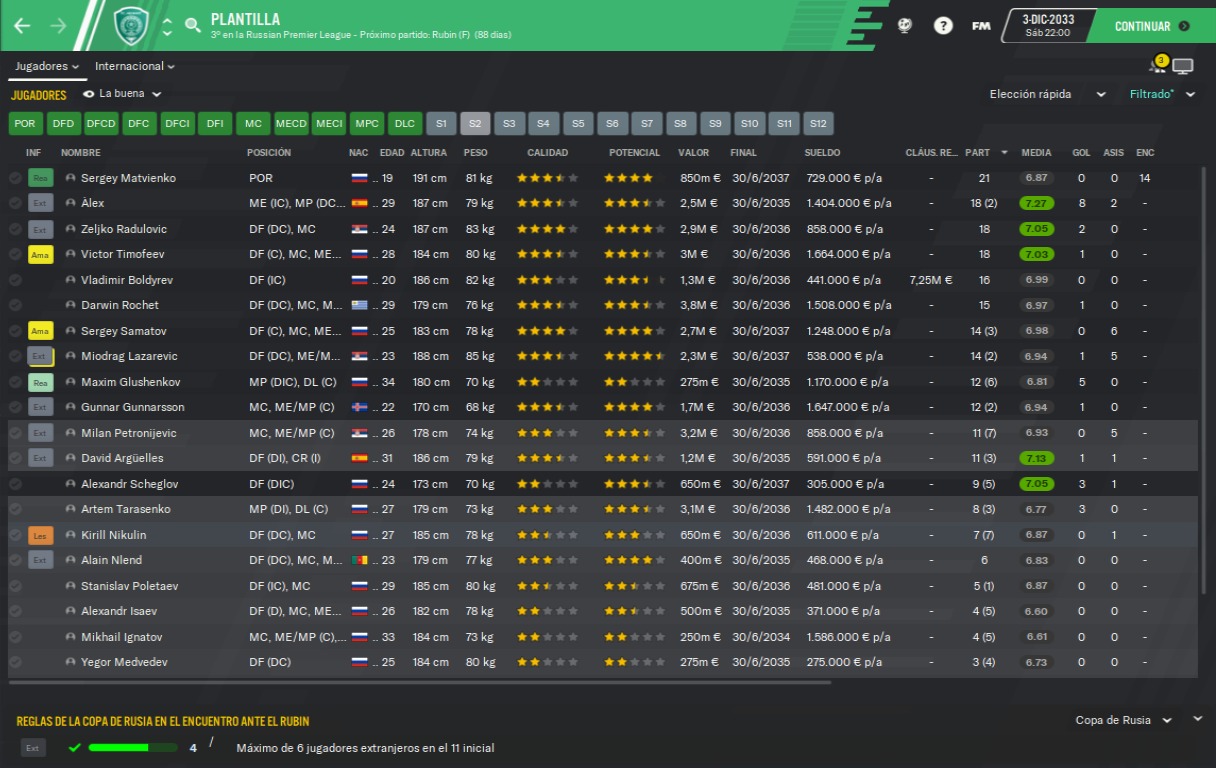 PLANTILLA
3º en la Russian Premier League - Próximo partido: Rubin (F) (88 días)
FM
3-DIC-2033
Sáb 22:00
CONTINUAR
Jugadores Internacional
3
JUGADORES La buena Elección rápida Filtrado*
POR DFD DFCD DFC DFCI DFI MC MECD MECI MPC DLC S1 S2 S3 S4 S5 S6 S7 S8 S9 S10 S11 S12
INF NOMBRE POSICIÓN NAC EDAD ALTURA PESO CALIDAD POTENCIAL VALOR FINAL SUELDO CLÁUS. RE... PART MEDIA GOL ASIS ENC
Rea Sergey Matvienko POR .. 19 191 cm 81 kg 850m € 30/6/2037 729.000 € p/a - 21 6.87 0 0 14
Ext Àlex ME (IC), MP (DC... .. 29 187 cm 79 kg 2,5M € 30/6/2035 1.404.000 € p/a - 18 (2) 7.27 8 2 -
Ext Zeljko Radulovic DF (DC), MC .. 24 187 cm 83 kg 2,9M € 30/6/2036 858.000 € p/a - 18 7.05 2 0 -
Ama Victor Timofeev DF (C), MC, ME... .. 28 184 cm 80 kg 3M € 30/6/2037 1.664.000 € p/a - 18 7.03 1 0 -
Vladimir Boldyrev DF (IC) .. 20 186 cm 82 kg 1,3M € 30/6/2036 441.000 € p/a 7,25M € 16 6.99 0 0 -
Darwin Rochet DF (DC), MC, M... .. 29 179 cm 76 kg 3,8M € 30/6/2036 1.508.000 € p/a - 15 6.97 1 0 -
Ama Sergey Samatov DF (C), MC, ME... .. 25 183 cm 78 kg 2,7M € 30/6/2037 1.248.000 € p/a - 14 (3) 6.98 0 6 -
Ext Miodrag Lazarevic DF (DC), ME/M... .. 23 188 cm 85 kg 2,3M € 30/6/2037 538.000 € p/a - 14 (2) 6.94 1 5 -
Rea Maxim Glushenkov MP (DIC), DL (C) .. 34 180 cm 70 kg 275m € 30/6/2035 1.170.000 € p/a - 12 (6) 6.81 5 0 -
Ext Gunnar Gunnarsson MC, ME/MP (C) .. 22 170 cm 68 kg 1,7M € 30/6/2036 1.647.000 € p/a - 12 (2) 6.94 1 0 -
Ext Milan Petronijevic MC, ME/MP (C) .. 26 178 cm 74 kg 3,2M € 30/6/2036 858.000 € p/a - 11 (7) 6.93 0 5 -
Ext David Argüelles DF (DI), CR (I) .. 31 186 cm 79 kg 1,2M € 30/6/2035 591.000 € p/a - 11 (3) 7.13 1 1 -
Alexandr Scheglov DF (DIC) .. 24 173 cm 70 kg 650m € 30/6/2037 305.000 € p/a - 9 (5) 7.05 3 1 -
Artem Tarasenko MP (DI), DL (C) .. 27 179 cm 73 kg 3,1M € 30/6/2036 1.482.000 € p/a - 8 (3) 6.77 3 0 -
Les Kirill Nikulin DF (DC), MC .. 27 185 cm 78 kg 650m € 30/6/2036 611.000 € p/a - 7 (7) 6.87 0 1 -
Ext Alain Nlend DF (DC), MC, M... .. 23 179 cm 77 kg 400m € 30/6/2035 468.000 € p/a - 6 6.83 0 0 -
Stanislav Poletaev DF (IC), MC .. 29 185 cm 80 kg 675m € 30/6/2036 481.000 € p/a - 5 (1) 6.87 0 0 -
Alexandr Isaev DF (D), MC, ME... .. 26 182 cm 78 kg 500m € 30/6/2035 371.000 € p/a - 4 (5) 6.60 0 0 -
Mikhail Ignatov MC, ME/MP (C),... .. 33 184 cm 73 kg 250m € 30/6/2034 1.586.000 € p/a - 4 (5) 6.61 0 0 -
Yegor Medvedev DF (DC) .. 25 184 cm 80 kg 275m € 30/6/2035 275.000 € p/a - 3 (4) 6.73 0 0 -
REGLAS DE LA COPA DE RUSIA EN EL ENCUENTRO ANTE EL RUBIN Copa de Rusia
Ext 4 / Máximo de 6 jugadores extranjeros en el 11 inicial